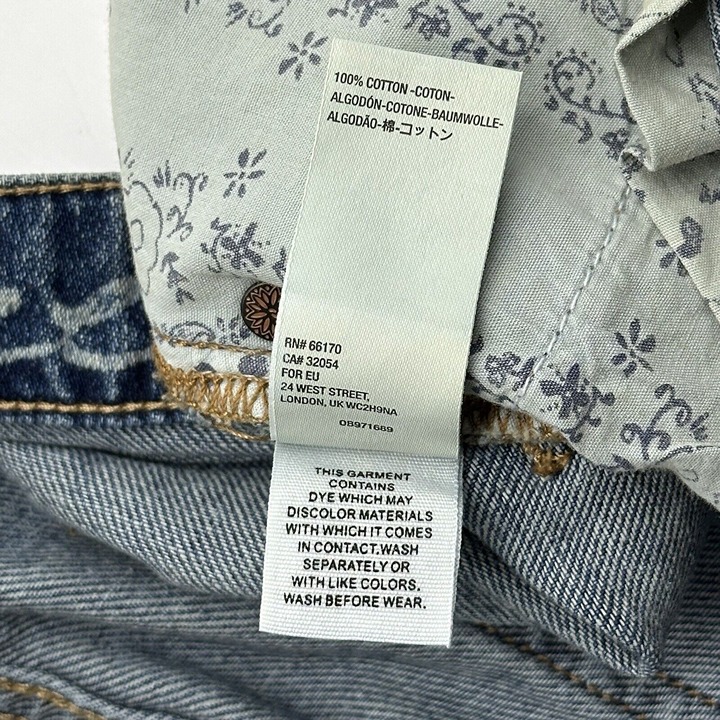 100% COTTON -COTON-
ALGODÓN-COTONE-BAUMWOLLE-
ALGODÃO-棉-コットン
RN# 66170
CA# 32054
FOR EU
24 WEST STREET,
LONDON, UK WC2H9NA
OB971689
THIS GARMENT
CONTAINS
DYE WHICH MAY
DISCOLOR MATERIALS
WITH WHICH IT COMES
IN CONTACT.WASH
SEPARATELY OR
WITH LIKE COLORS.
WASH BEFORE WEAR.